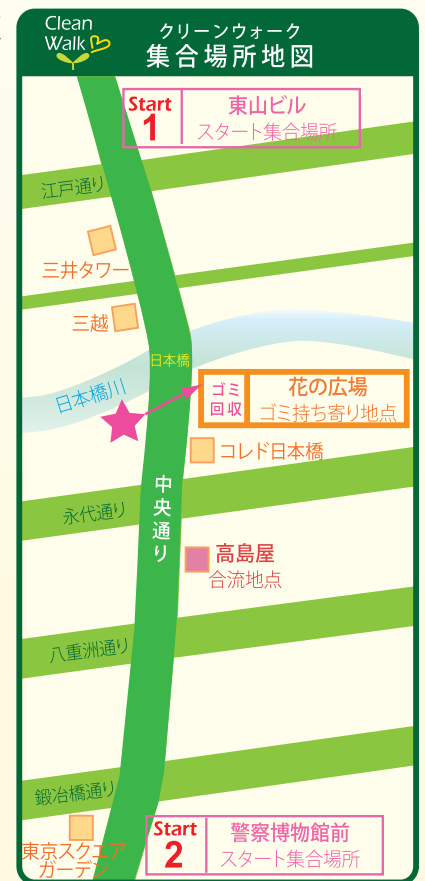 Clean
Walk
クリーンウォーク
集合場所地図
Start
1
東山ビル
スタート集合場所
江戸通り
三井タワー
三越
日本橋
日本橋川
ゴミ
回収
花の広場
ゴミ持ち寄り地点
コレド日本橋
中央通り
永代通り
高島屋
合流地点
八重洲通り
鍛冶橋通り
東京スクエア
ガーデン
Start
2
警察博物館前
スタート集合場所